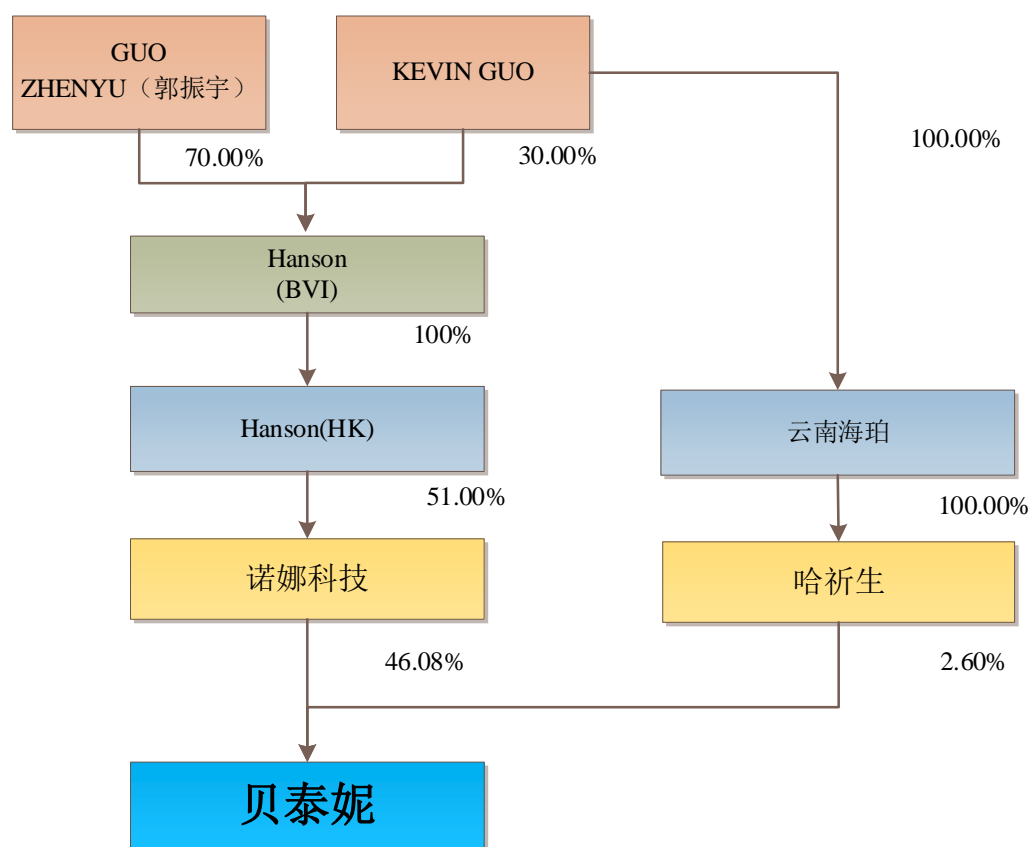 GUO
ZHENYU（郭振宇）
KEVIN GUO
70.00%
30.00%
100.00%
Hanson
(BVI)
100%
Hanson(HK)
云南海珀
51.00%
100.00%
诺娜科技
哈祈生
46.08%
2.60%
贝泰妮